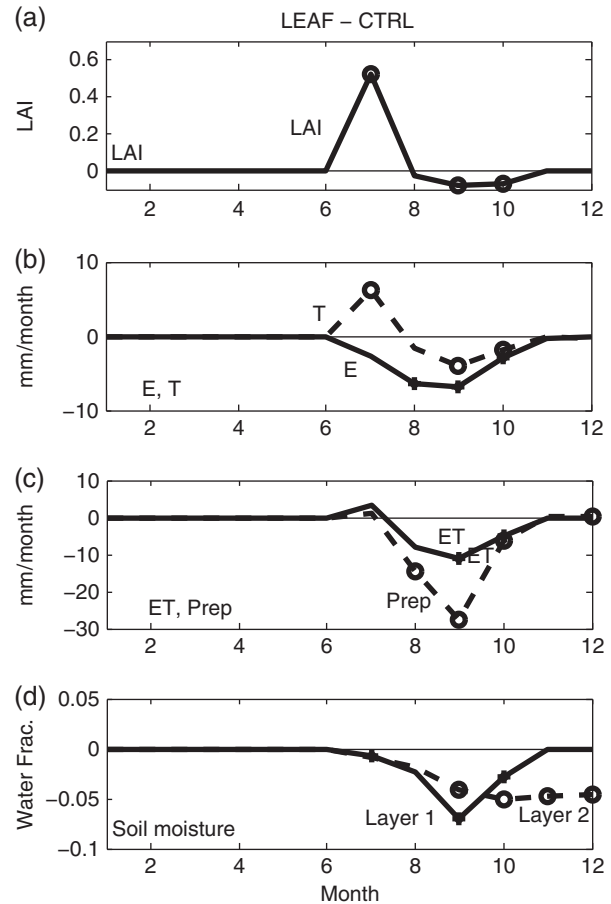 (a)
LEAF − CTRL
LAI
0.6
0.4
0.2
0
LAI
LAI
2 4 6 8 10 12
(b)
mm/month
10
0
−10
T
E
E, T
2 4 6 8 10 12
(c)
mm/month
10
0
−10
−20
−30
ET
ET
Prep
ET, Prep
2 4 6 8 10 12
(d)
Water Frac.
0.05
0
−0.05
−0.1
Layer 1
Layer 2
Soil moisture
2 4 6 8 10 12
Month